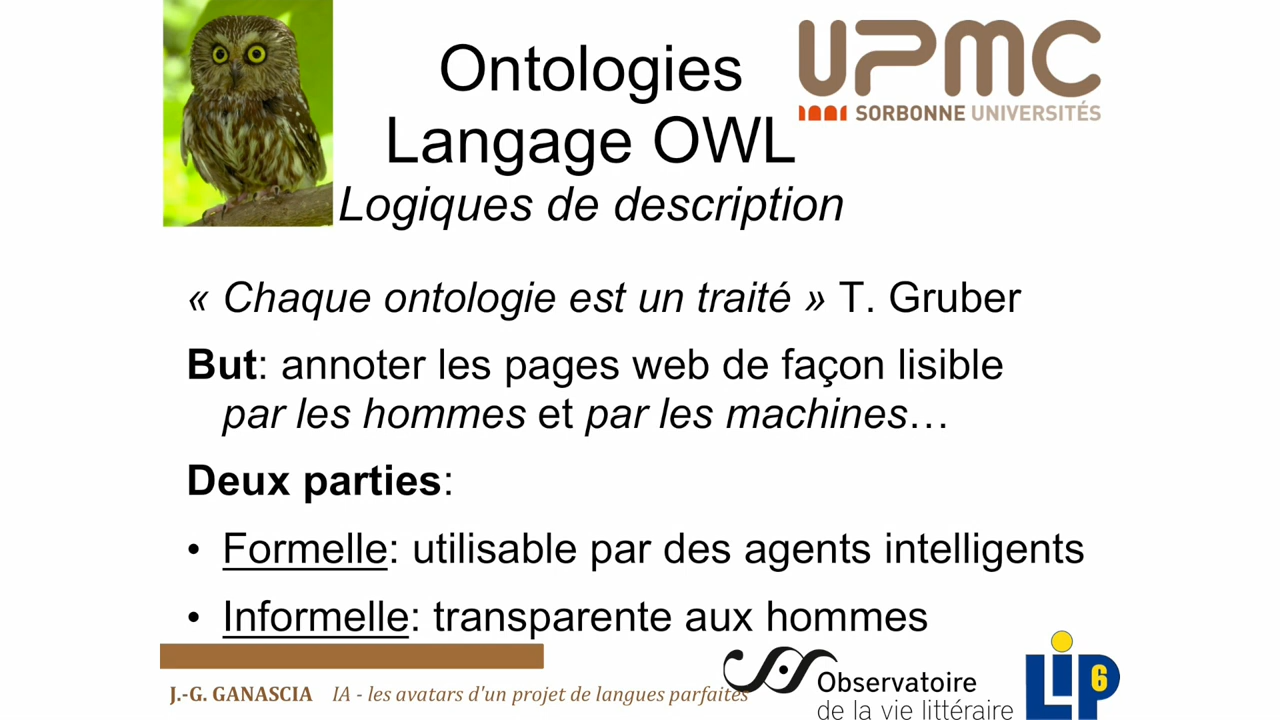 Ontologies
Langage OWL
Logiques de description
UPMC
SORBONNE UNIVERSITÉS
« Chaque ontologie est un traité » T. Gruber
But: annoter les pages web de façon lisible
par les hommes et par les machines…
Deux parties:
• Formelle: utilisable par des agents intelligents
• Informelle: transparente aux hommes
J.-G. GANASCIA IA - les avatars d'un projet de langues parfaites
Observatoire
de la vie littéraire
LIP6